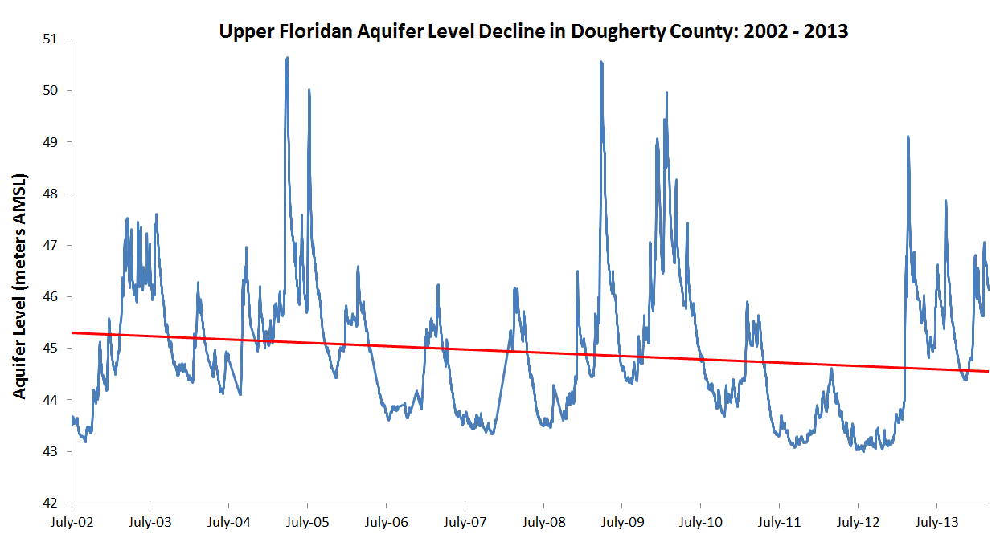 Upper Floridan Aquifer Level Decline in Dougherty County: 2002 - 2013
Aquifer Level (meters AMSL)
51
50
49
48
47
46
45
44
43
42
July-02
July-03
July-04
July-05
July-06
July-07
July-08
July-09
July-10
July-11
July-12
July-13